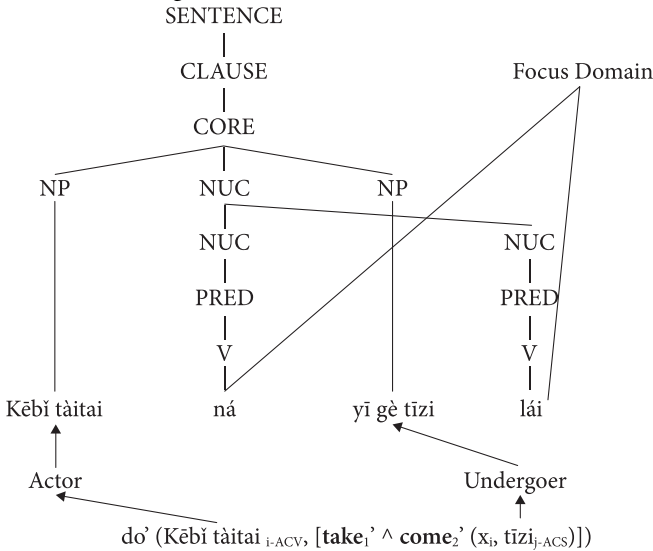 SENTENCE
CLAUSE Focus Domain
CORE
NP NUC NP
NUC NUC
PRED PRED
V V
Kēbǐ tàitai ná yī gè tīzi lái
Actor Undergoer
do’ (Kēbǐ tàitai i-ACV, [take1’ ^ come2’ (xi, tīzij-ACS)])